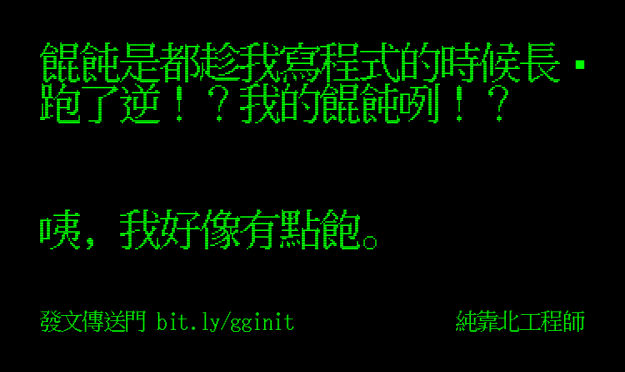 餛飩是都趁我寫程式的時候長▪
跑了逆！？我的餛飩咧！？
咦，我好像有點飽。
發文傳送門 bit.ly/gginit
純靠北工程師